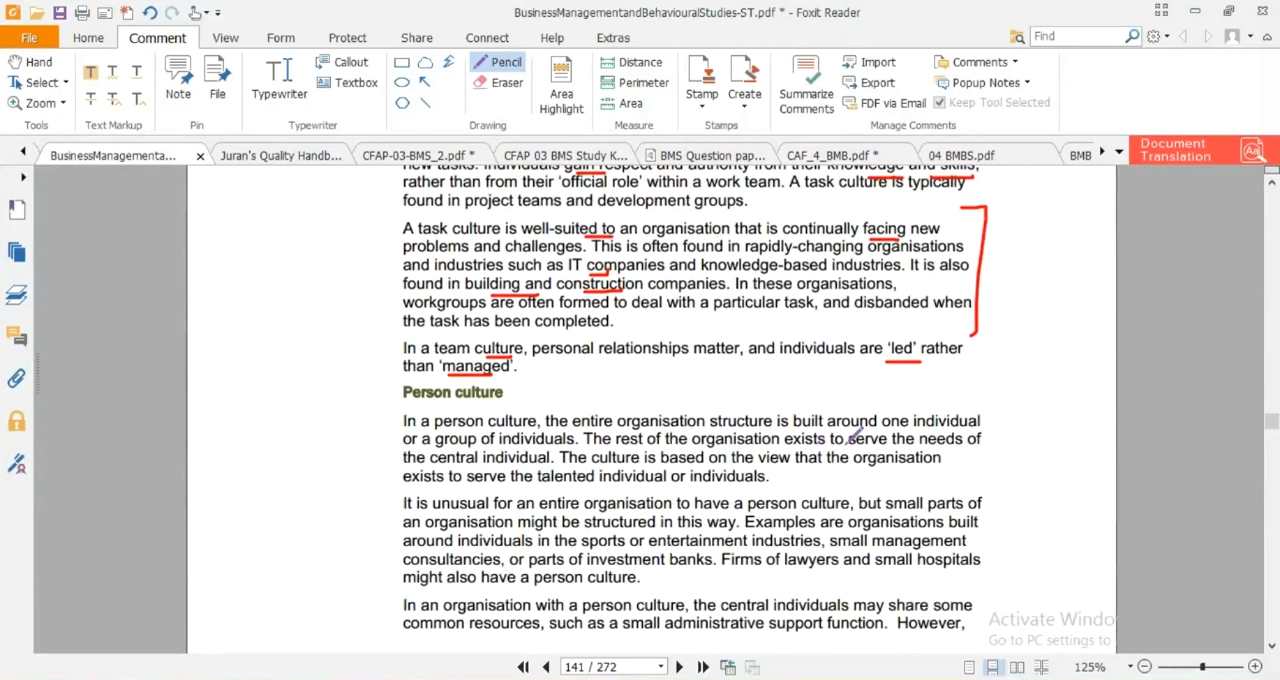 BusinessManagementandBehaviouralStudies-ST.pdf * - Foxit Reader
File
Home
Comment
View
Form
Protect
Share
Connect
Help
Extras
Find
Hand
Select
Zoom
Tools
Text Markup
Note
File
Pin
Typewriter
Callout
Textbox
Typewriter
Pencil
Eraser
Area
Highlight
Drawing
Distance
Perimeter
Area
Measure
Stamp
Create
Stamps
Summarize
Comments
Import
Export
FDF via Email
Comments
Popup Notes
Keep Tool Selected
Manage Comments
BusinessManagementa...
Juran's Quality Handb...
CFAP-03-BMS_2.pdf *
CFAP 03 BMS Study K...
BMS Question pap...
CAF_4_BMB.pdf *
04 BMBS.pdf
BMB
Document
Translation
new tasks. Individuals gain respect and authority from their knowledge and skills,
rather than from their ‘official role’ within a work team. A task culture is typically
found in project teams and development groups.
A task culture is well-suited to an organisation that is continually facing new
problems and challenges. This is often found in rapidly-changing organisations
and industries such as IT companies and knowledge-based industries. It is also
found in building and construction companies. In these organisations,
workgroups are often formed to deal with a particular task, and disbanded when
the task has been completed.
In a team culture, personal relationships matter, and individuals are ‘led’ rather
than ‘managed’.
Person culture
In a person culture, the entire organisation structure is built around one individual
or a group of individuals. The rest of the organisation exists to serve the needs of
the central individual. The culture is based on the view that the organisation
exists to serve the talented individual or individuals.
It is unusual for an entire organisation to have a person culture, but small parts of
an organisation might be structured in this way. Examples are organisations built
around individuals in the sports or entertainment industries, small management
consultancies, or parts of investment banks. Firms of lawyers and small hospitals
might also have a person culture.
In an organisation with a person culture, the central individuals may share some
common resources, such as a small administrative support function. However,
Activate Windo
Go to PC settings to
141 / 272
125%